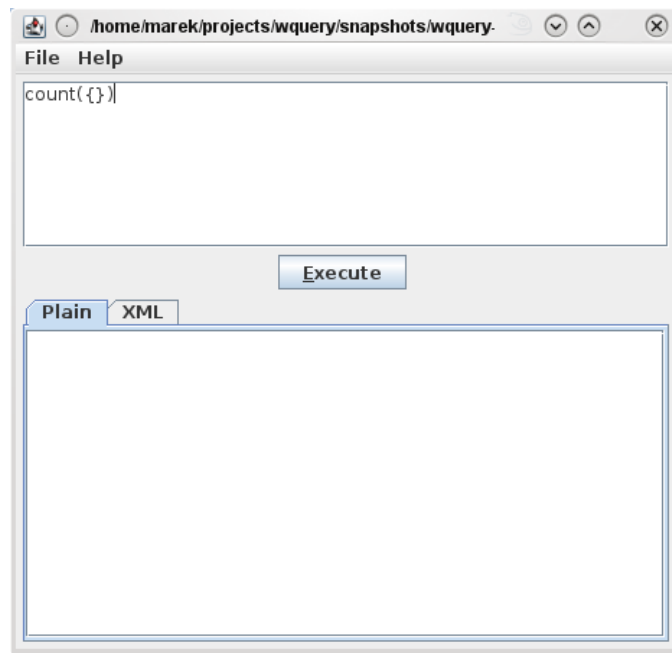 /home/marek/projects/wquery/snapshots/wquery-
File Help
count({})
Execute
Plain XML